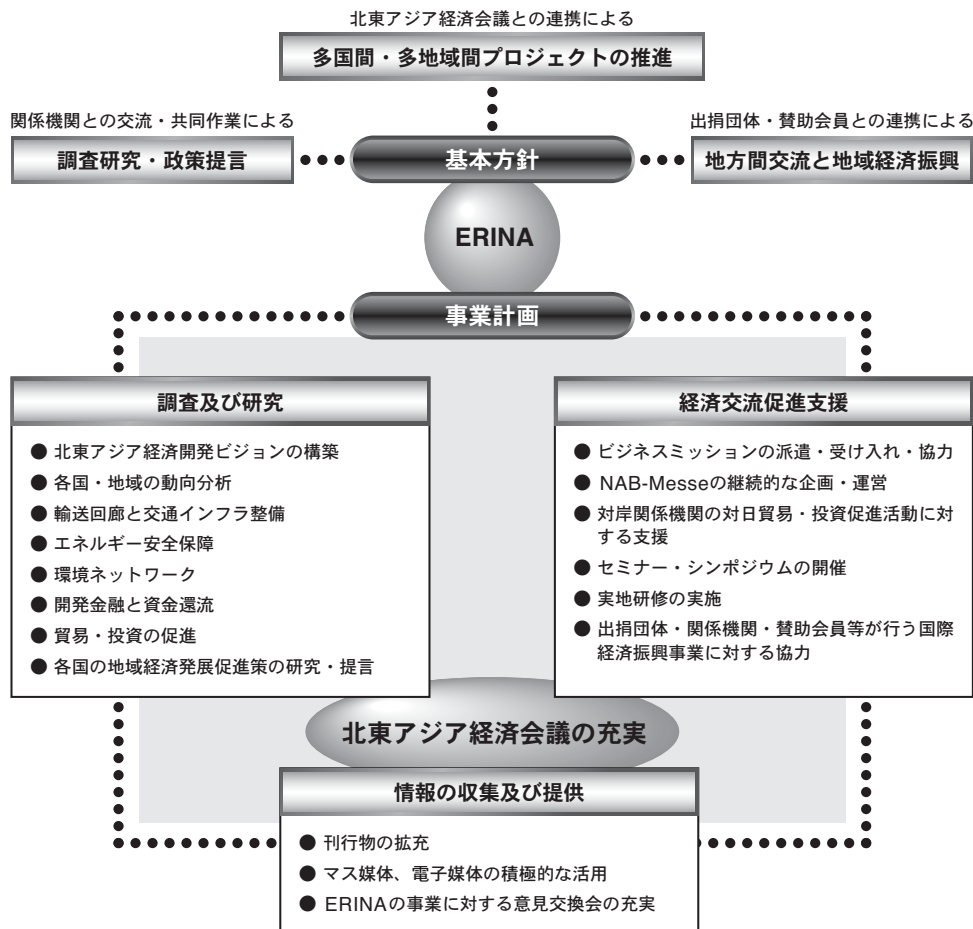 北東アジア経済会議との連携による
多国間・多地域間プロジェクトの推進
関係機関との交流・共同作業による
調査研究・政策提言
基本方針
出捐団体・賛助会員との連携による
地方間交流と地域経済振興
ERINA
事業計画
調査及び研究
● 北東アジア経済開発ビジョンの構築
● 各国・地域の動向分析
● 輸送回廊と交通インフラ整備
● エネルギー安全保障
● 環境ネットワーク
● 開発金融と資金還流
● 貿易・投資の促進
● 各国の地域経済発展促進策の研究・提言
経済交流促進支援
● ビジネスミッションの派遣・受け入れ・協力
● NAB-Messeの継続的な企画・運営
● 対岸関係機関の対日貿易・投資促進活動に対
する支援
● セミナー・シンポジウムの開催
● 実地研修の実施
● 出捐団体・関係機関・賛助会員等が行う国際
経済振興事業に対する協力
北東アジア経済会議の充実
情報の収集及び提供
● 刊行物の拡充
● マス媒体、電子媒体の積極的な活用
● ERINAの事業に対する意見交換会の充実